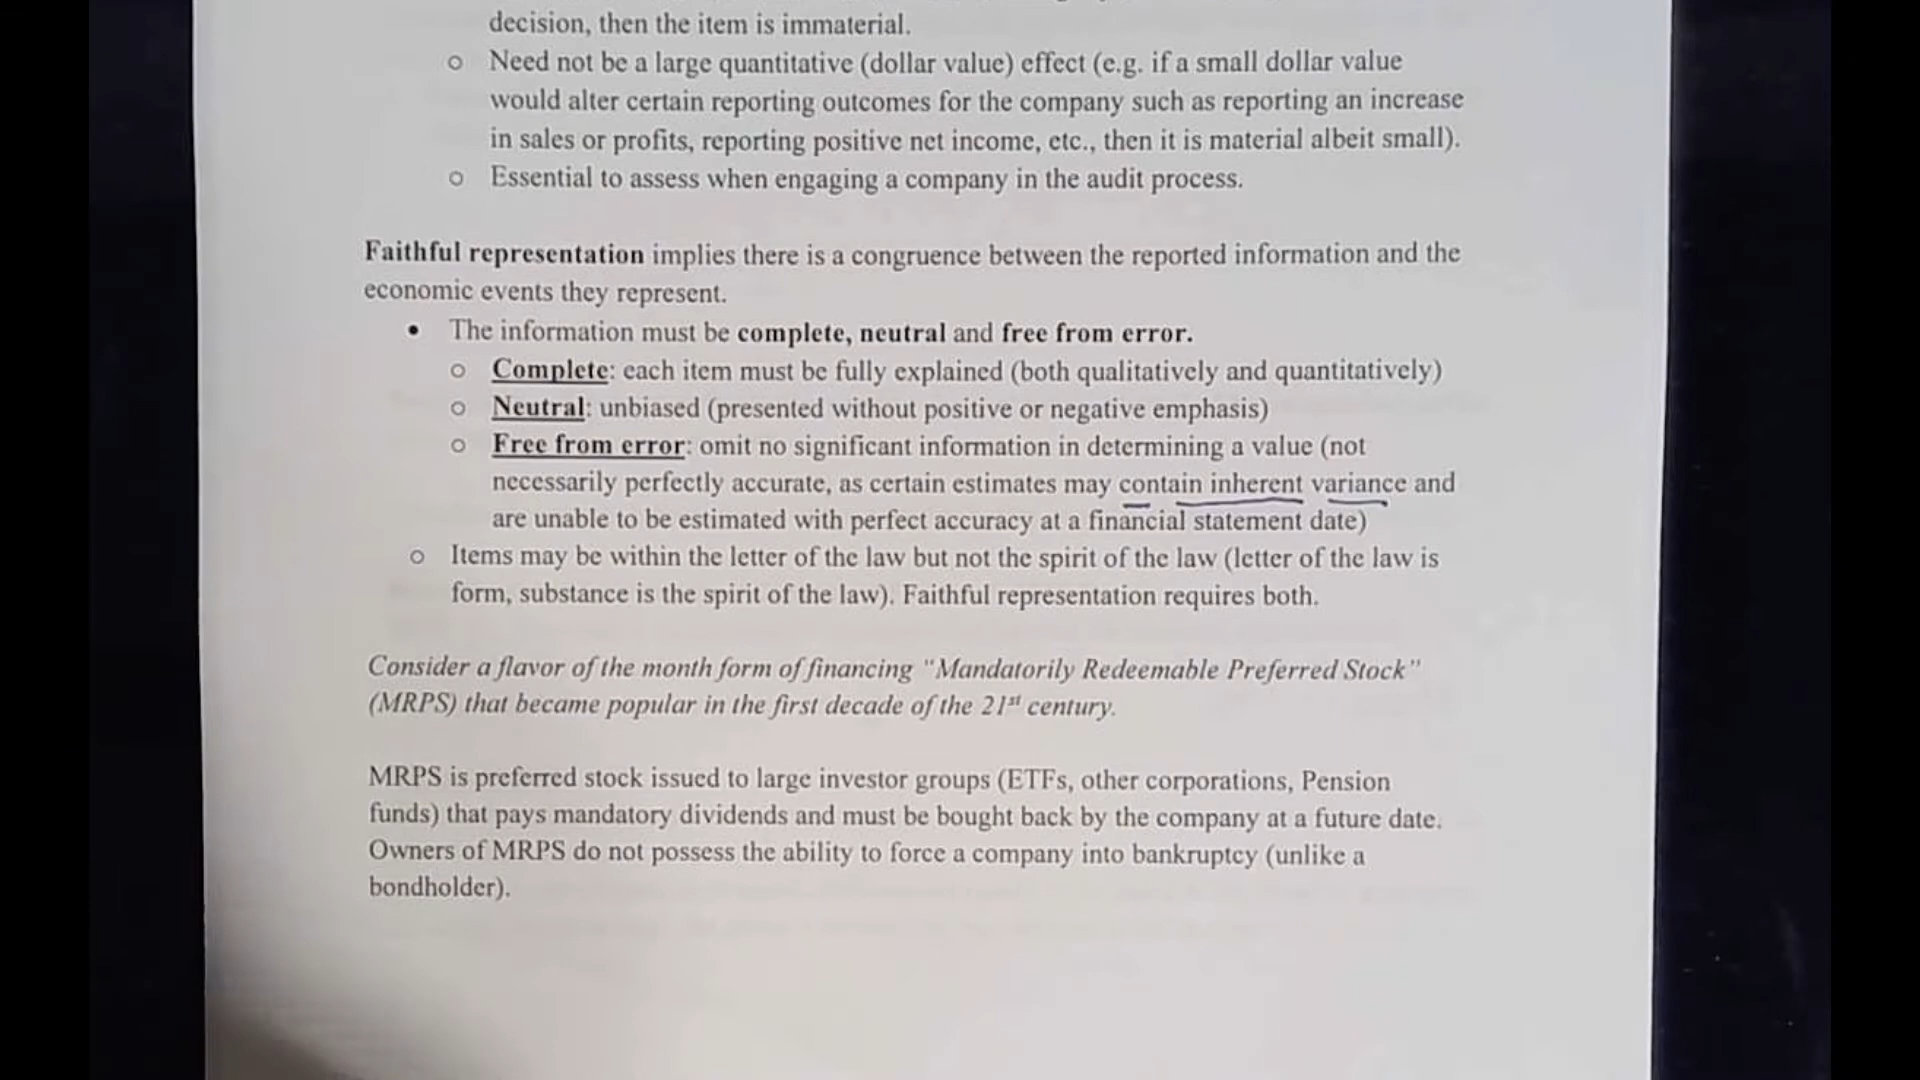 decision, then the item is immaterial.
o Need not be a large quantitative (dollar value) effect (e.g. if a small dollar value
would alter certain reporting outcomes for the company such as reporting an increase
in sales or profits, reporting positive net income, etc., then it is material albeit small).
o Essential to assess when engaging a company in the audit process.
Faithful representation implies there is a congruence between the reported information and the
economic events they represent.
• The information must be complete, neutral and free from error.
o Complete: each item must be fully explained (both qualitatively and quantitatively)
o Neutral: unbiased (presented without positive or negative emphasis)
o Free from error: omit no significant information in determining a value (not
necessarily perfectly accurate, as certain estimates may contain inherent variance and
are unable to be estimated with perfect accuracy at a financial statement date)
o Items may be within the letter of the law but not the spirit of the law (letter of the law is
form, substance is the spirit of the law). Faithful representation requires both.
Consider a flavor of the month form of financing "Mandatorily Redeemable Preferred Stock"
(MRPS) that became popular in the first decade of the 21st century.
MRPS is preferred stock issued to large investor groups (ETFs, other corporations, Pension
funds) that pays mandatory dividends and must be bought back by the company at a future date.
Owners of MRPS do not possess the ability to force a company into bankruptcy (unlike a
bondholder).